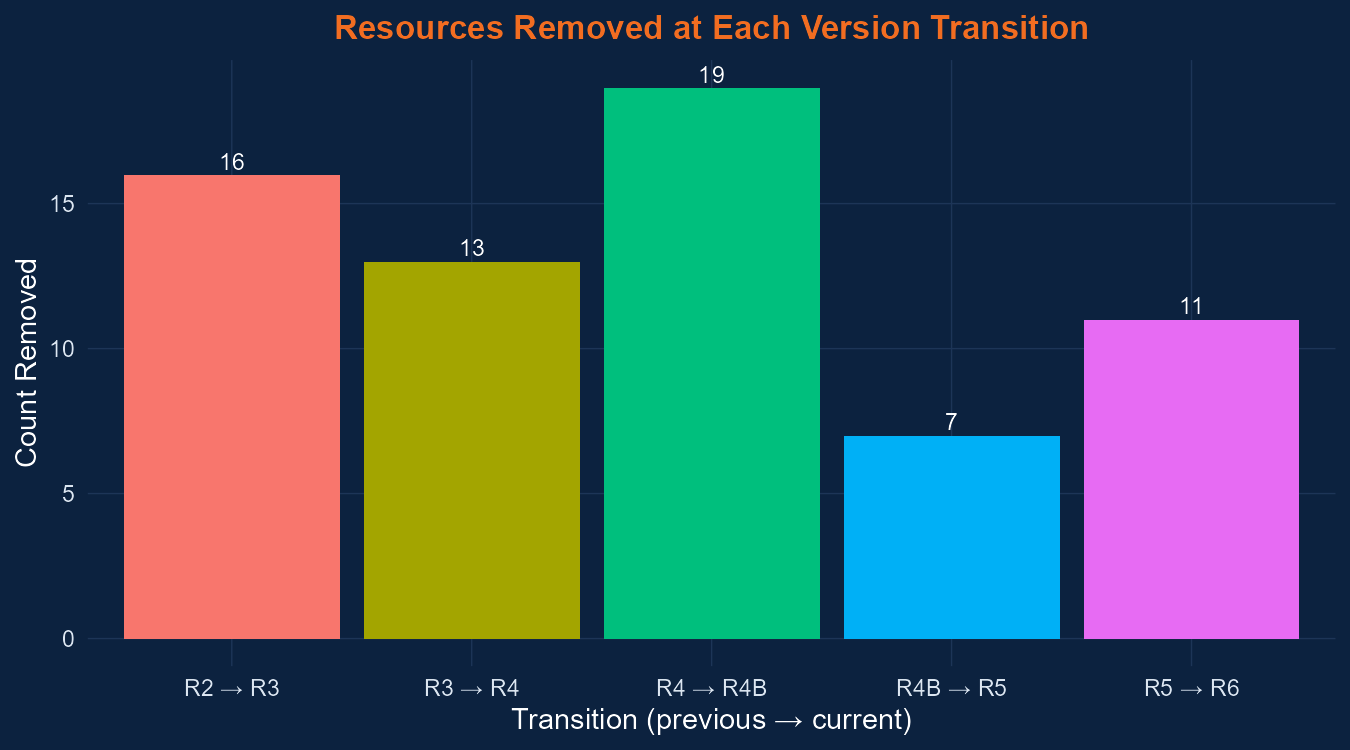 Resources Removed at Each Version Transition
Count Removed
19
16
15
13
11
10
7
5
0
R2 → R3
R3 → R4
R4 → R4B
R4B → R5
R5 → R6
Transition (previous → current)